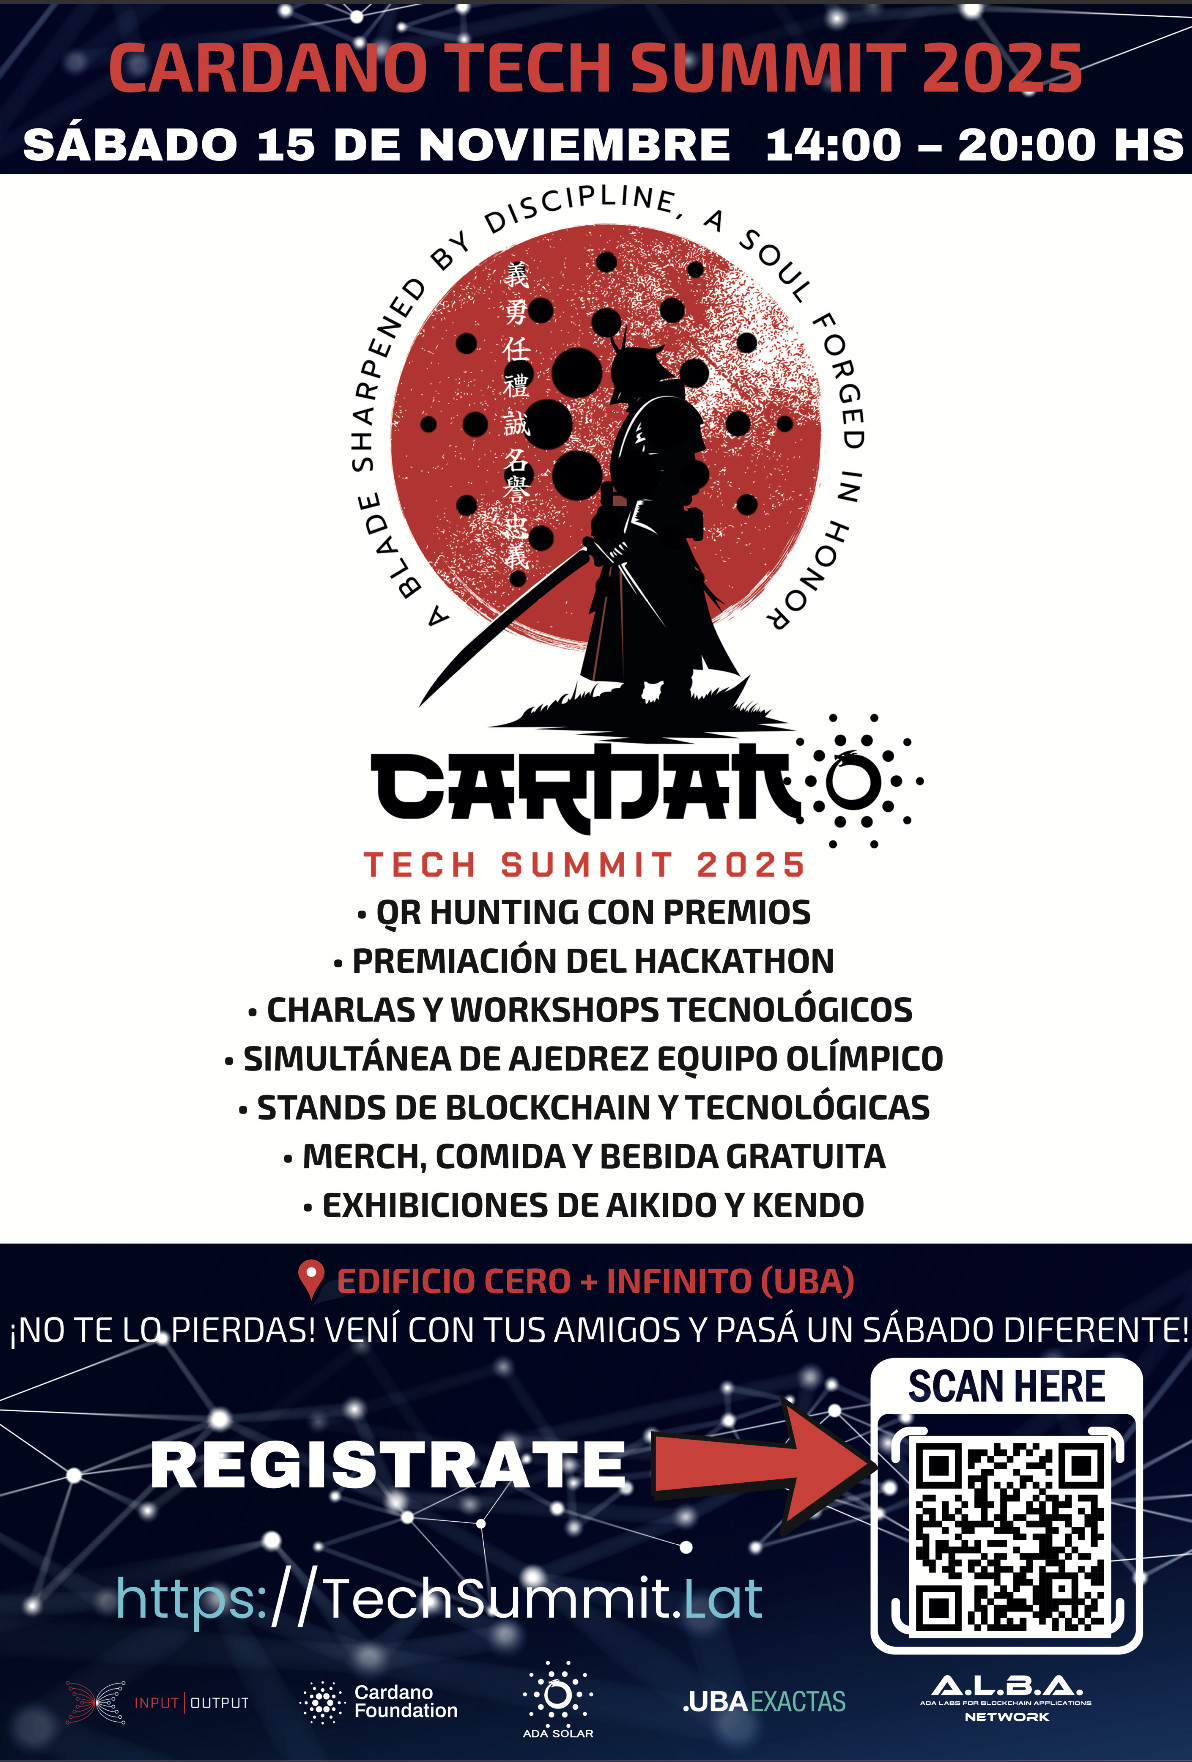 CARDANO TECH SUMMIT 2025
SÁBADO 15 DE NOVIEMBRE 14:00 – 20:00 HS
A BLADE SHARPENED BY DISCIPLINE, A SOUL FORGED IN HONOR
義勇任禮誠名誉忠義
CARDANO
TECH SUMMIT 2025
• QR HUNTING CON PREMIOS
• PREMIACIÓN DEL HACKATHON
• CHARLAS Y WORKSHOPS TECNOLÓGICOS
• SIMULTÁNEA DE AJEDREZ EQUIPO OLÍMPICO
• STANDS DE BLOCKCHAIN Y TECNOLÓGICAS
• MERCH, COMIDA Y BEBIDA GRATUITA
• EXHIBICIONES DE AIKIDO Y KENDO
EDIFICIO CERO + INFINITO (UBA)
¡NO TE LO PIERDAS! VENÍ CON TUS AMIGOS Y PASÁ UN SÁBADO DIFERENTE!
SCAN HERE
REGISTRATE
https://TechSummit.Lat
INPUT | OUTPUT
Cardano
Foundation
ADA SOLAR
.UBA EXACTAS
A.L.B.A.
ADA LABS FOR BLOCKCHAIN APPLICATIONS
NETWORK